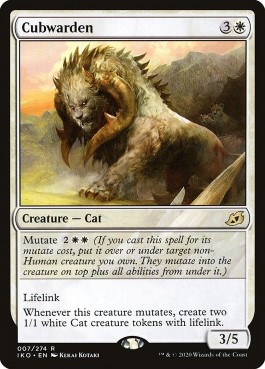 Cubwarden 3
Creature — Cat
Mutate 2 (If you cast this spell for its
mutate cost, put it over or under target non-
Human creature you own. They mutate into the
creature on top plus all abilities from under it.)
Lifelink
Whenever this creature mutates, create two
1/1 white Cat creature tokens with lifelink.
3/5
007/274 R
IKO • EN KEKAI KOTAKI
™ & © 2020 Wizards of the Coast